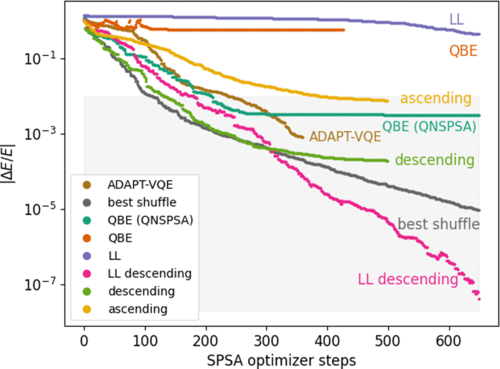 LL
QBE
10⁻¹
ascending
QBE (QNSPSA)
10⁻³
ADAPT-VQE
descending
|ΔE/E|
10⁻⁵
best shuffle
LL descending
10⁻⁷
ADAPT-VQE
best shuffle
QBE (QNSPSA)
QBE
LL
LL descending
descending
ascending
0 100 200 300 400 500 600
SPSA optimizer steps